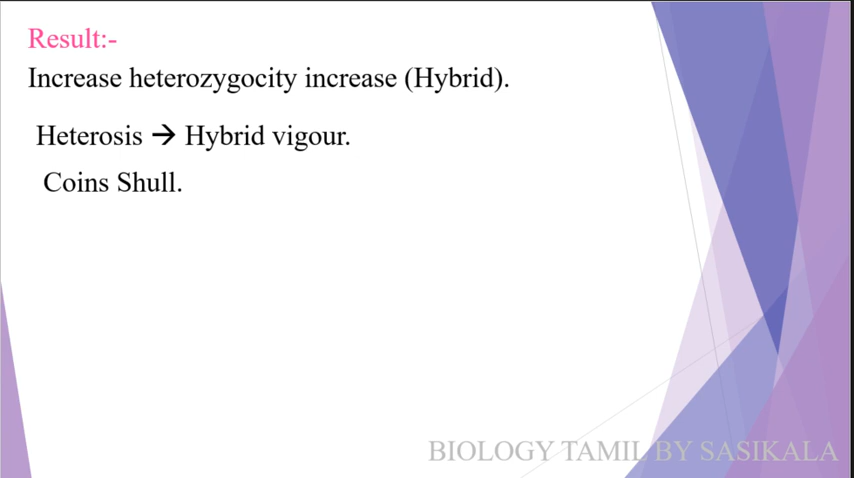 Result:-
Increase heterozygocity increase (Hybrid).
Heterosis → Hybrid vigour.
Coins Shull.
BIOLOGY TAMIL BY SASIKALA